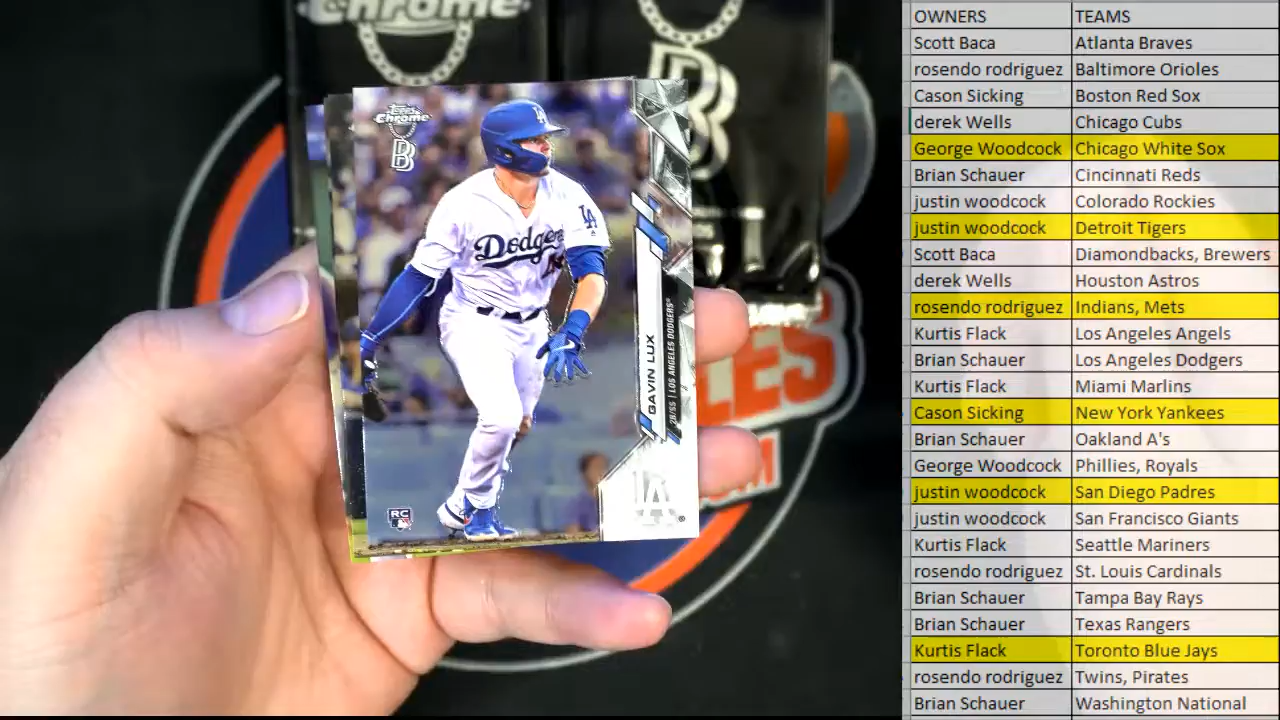 Chrome
Topps
Chrome
B
LA
Dodgers
GAVIN LUX
2B/SS | LOS ANGELES DODGERS®
LA
RC
LES
M
OWNERS TEAMS
Scott Baca Atlanta Braves
rosendo rodriguez Baltimore Orioles
Cason Sicking Boston Red Sox
derek Wells Chicago Cubs
George Woodcock Chicago White Sox
Brian Schauer Cincinnati Reds
justin woodcock Colorado Rockies
justin woodcock Detroit Tigers
Scott Baca Diamondbacks, Brewers
derek Wells Houston Astros
rosendo rodriguez Indians, Mets
Kurtis Flack Los Angeles Angels
Brian Schauer Los Angeles Dodgers
Kurtis Flack Miami Marlins
Cason Sicking New York Yankees
Brian Schauer Oakland A's
George Woodcock Phillies, Royals
justin woodcock San Diego Padres
justin woodcock San Francisco Giants
Kurtis Flack Seattle Mariners
rosendo rodriguez St. Louis Cardinals
Brian Schauer Tampa Bay Rays
Brian Schauer Texas Rangers
Kurtis Flack Toronto Blue Jays
rosendo rodriguez Twins, Pirates
Brian Schauer Washington National